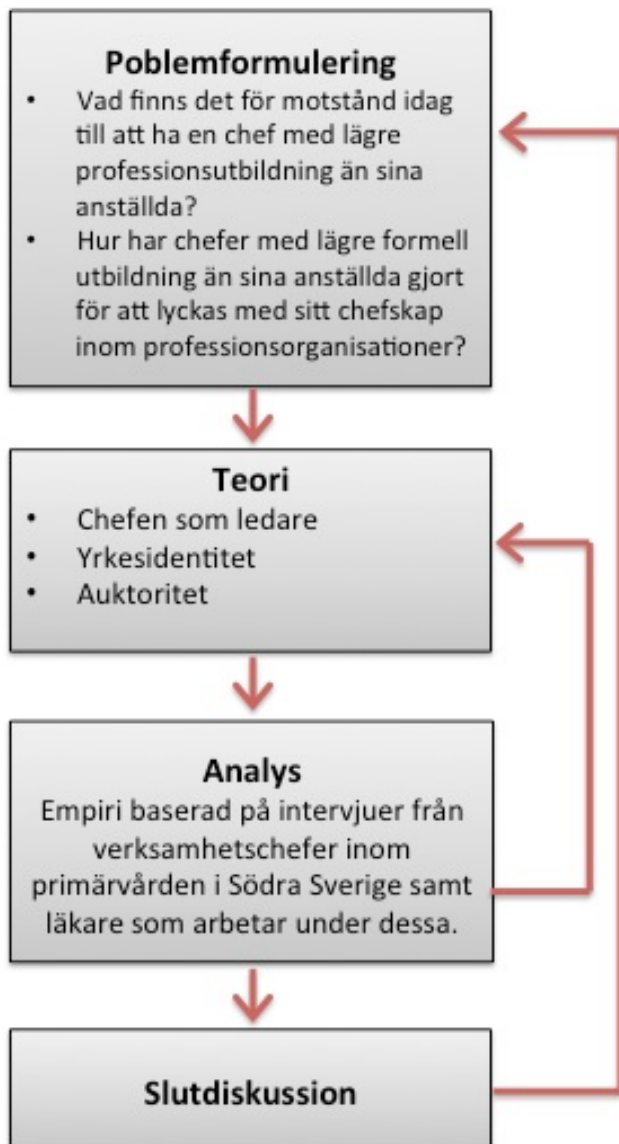 Poblemformulering
• Vad finns det för motstånd idag
till att ha en chef med lägre
professionsutbildning än sina
anställda?
• Hur har chefer med lägre formell
utbildning än sina anställda gjort
för att lyckas med sitt chefskap
inom professionsorganisationer?
Teori
• Chefen som ledare
• Yrkesidentitet
• Auktoritet
Analys
Empiri baserad på intervjuer från
verksamhetschefer inom
primärvården i Södra Sverige samt
läkare som arbetar under dessa.
Slutdiskussion